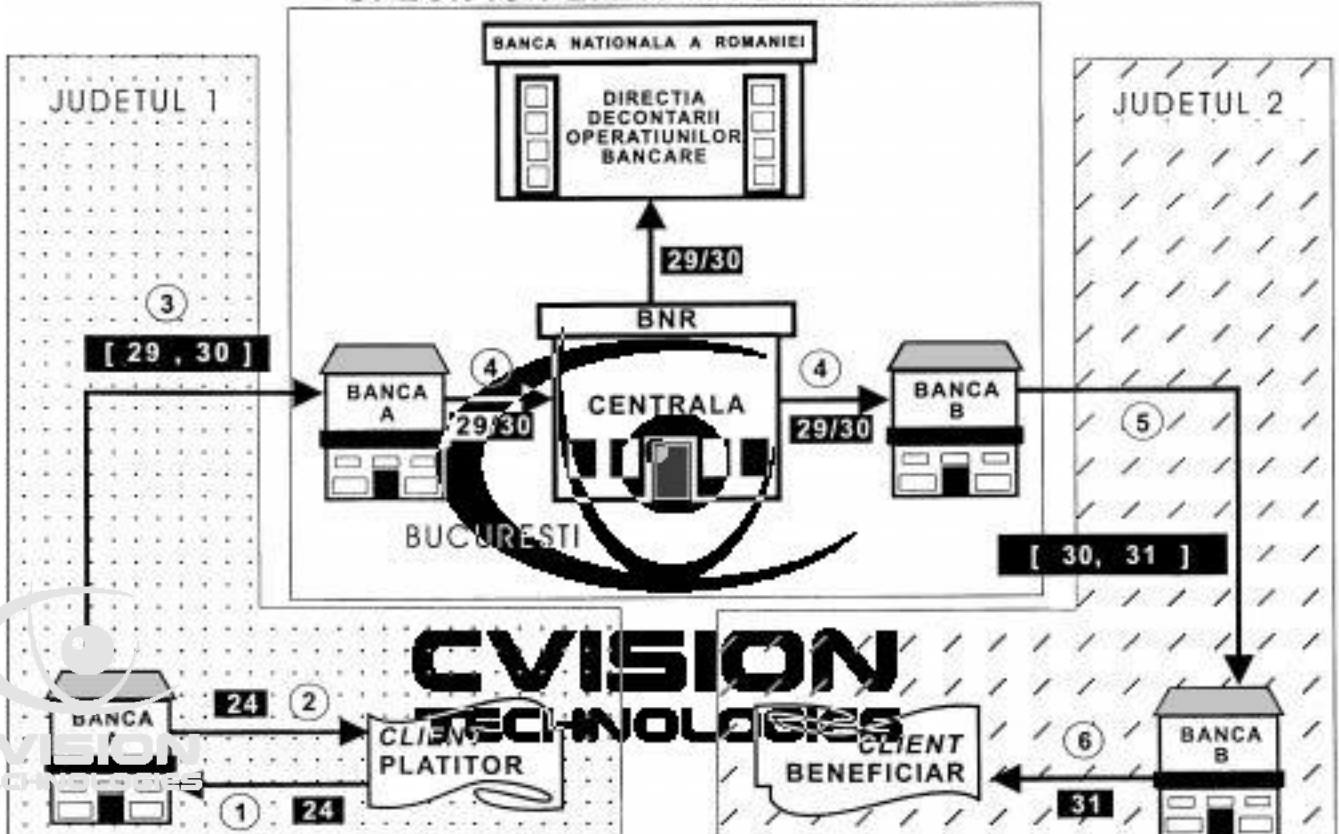 BANCA NATIONALA A ROMANIEI
JUDETUL 1
DIRECTIA
DECONTARII
OPERATIUNILOR
BANCARE
JUDETUL 2
29/30
3
BNR
[ 29 , 30 ]
4
4
BANCA
A
CENTRALA
BANCA
B
29/30
29/30
5
BUCURESTI
[ 30, 31 ]
CVISION
TECHNOLOGIES
24
2
BANCA
CLIENT
PLATITOR
CLIENT
BENEFICIAR
6
BANCA
B
1
24
31